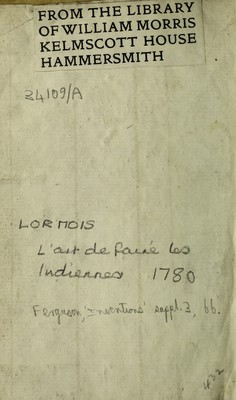 FROM THE LIBRARY
OF WILLIAM MORRIS
KELMSCOTT HOUSE
HAMMERSMITH
34109/A
LORMOIS
L'art de faire les
Indiennes 1780
Ferguson, 'Inventions' suppl. 3, 66.